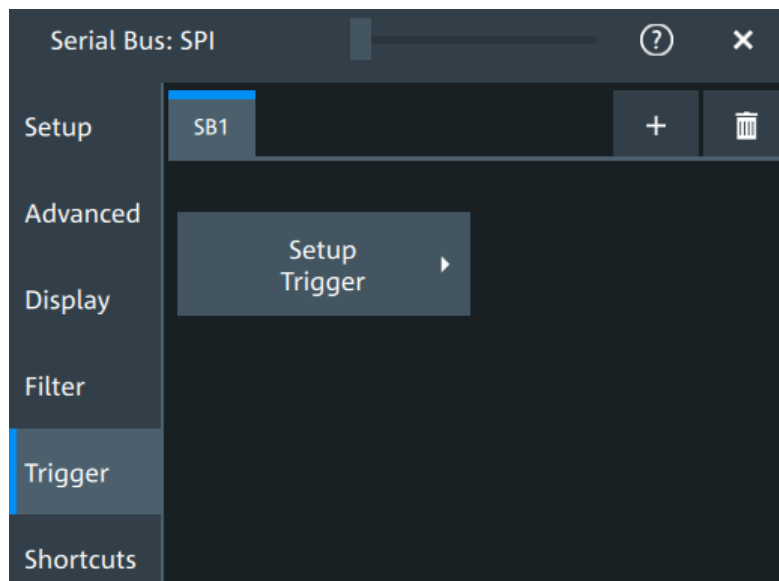 Serial Bus: SPI
?
Setup
SB1
+
Advanced
Setup
Trigger
Display
Filter
Trigger
Shortcuts